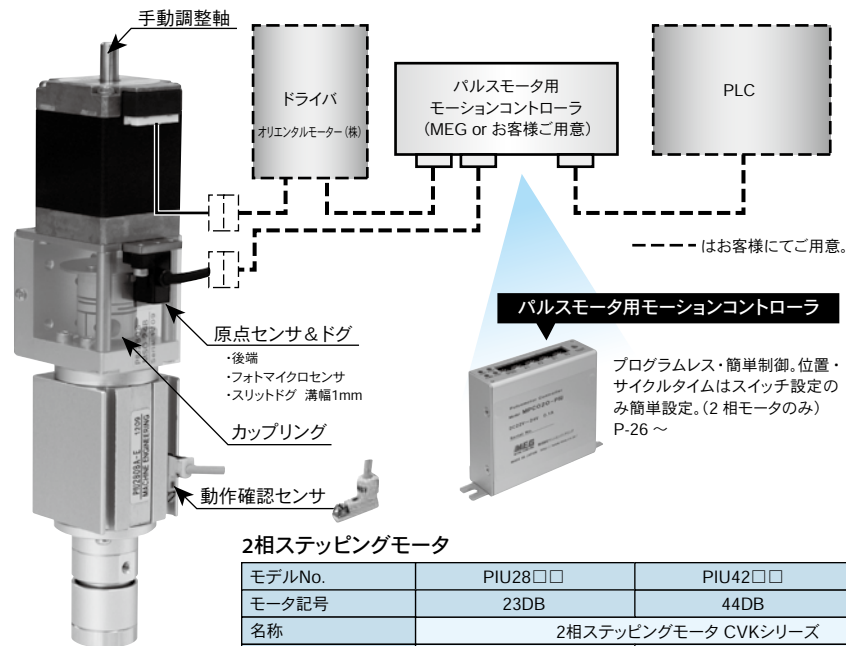 手動調整軸
ドライバ
オリエンタルモーター(株)
パルスモータ用
モーションコントローラ
(MEG or お客様ご用意)
PLC
はお客様にてご用意。
原点センサ&ドグ
・後端
・フォトマイクロセンサ
・スリットドグ 溝幅1mm
カップリング
動作確認センサ
パルスモータ用モーションコントローラ
プログラムレス・簡単制御。位置・
サイクルタイムはスイッチ設定の
み簡単設定。(2 相モータのみ)
P-26 ~
MEG
MACHINE ENGINEERING
2相ステッピングモータ
モデルNo. PIU28□□ PIU42□□
モータ記号 23DB 44DB
名称 2相ステッピングモータ CVKシリーズ